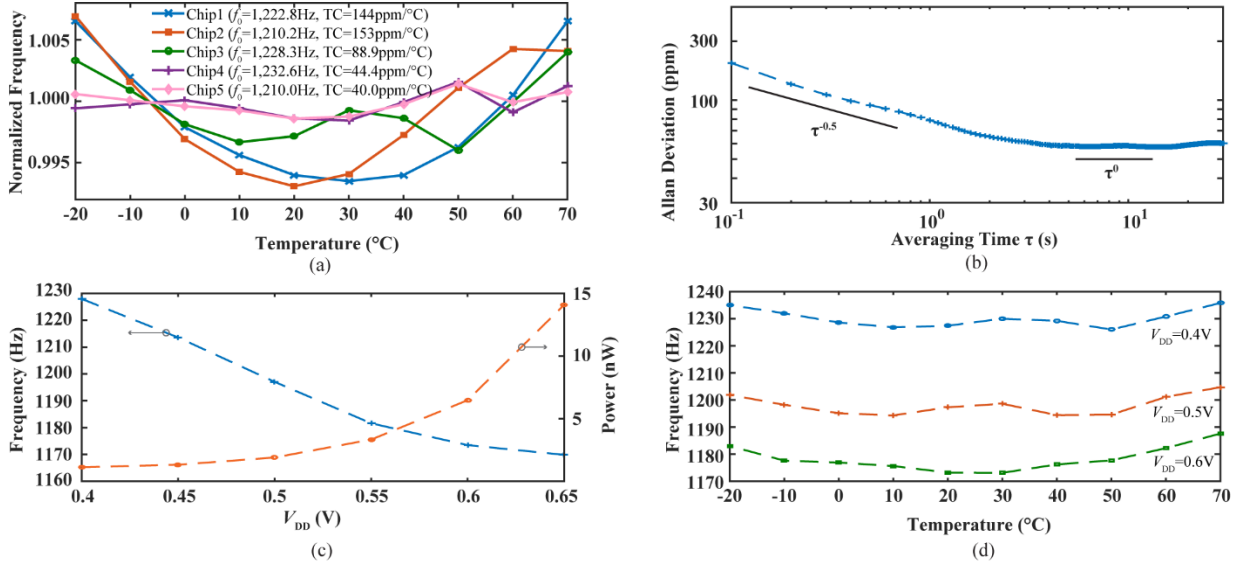 Chip1 (f₀=1,222.8Hz, TC=144ppm/°C)
Chip2 (f₀=1,210.2Hz, TC=153ppm/°C)
Chip3 (f₀=1,228.3Hz, TC=88.9ppm/°C)
Chip4 (f₀=1,232.6Hz, TC=44.4ppm/°C)
Chip5 (f₀=1,210.0Hz, TC=40.0ppm/°C)
Normalized Frequency
1.005
1.000
0.995
-20 -10 0 10 20 30 40 50 60 70
Temperature (°C)
(a)
Allan Deviation (ppm)
300
100
30
τ⁻⁰·⁵
τ⁰
10⁻¹ 10⁰ 10¹
Averaging Time τ (s)
(b)
Frequency (Hz)
1230
1220
1210
1200
1190
1180
1170
1160
15
10
5
Power (nW)
0.4 0.45 0.5 0.55 0.6 0.65
V_DD (V)
(c)
Frequency (Hz)
1240
1230
1220
1210
1200
1190
1180
1170
V_DD=0.4V
V_DD=0.5V
V_DD=0.6V
-20 -10 0 10 20 30 40 50 60 70
Temperature (°C)
(d)